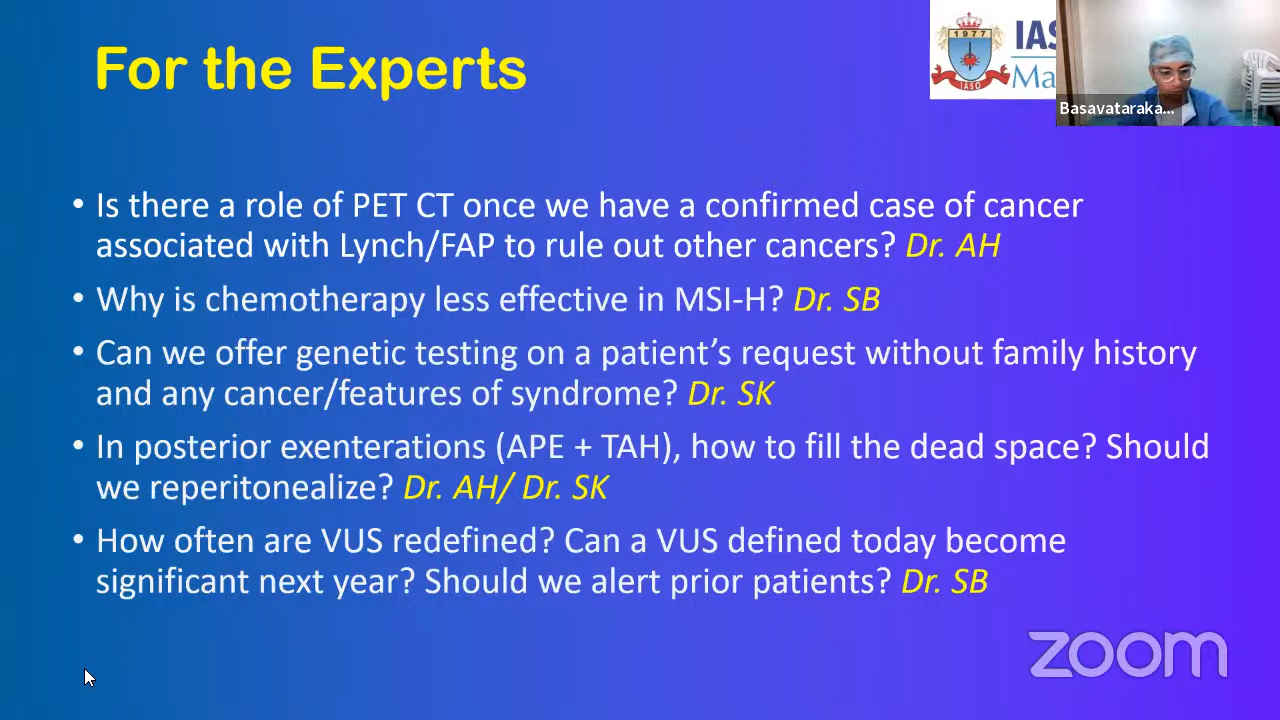 For the Experts
1977
IASO
IAS
Ma
Basavataraka...
• Is there a role of PET CT once we have a confirmed case of cancer
associated with Lynch/FAP to rule out other cancers? Dr. AH
• Why is chemotherapy less effective in MSI-H? Dr. SB
• Can we offer genetic testing on a patient’s request without family history
and any cancer/features of syndrome? Dr. SK
• In posterior exenterations (APE + TAH), how to fill the dead space? Should
we reperitonealize? Dr. AH/ Dr. SK
• How often are VUS redefined? Can a VUS defined today become
significant next year? Should we alert prior patients? Dr. SB
zoom